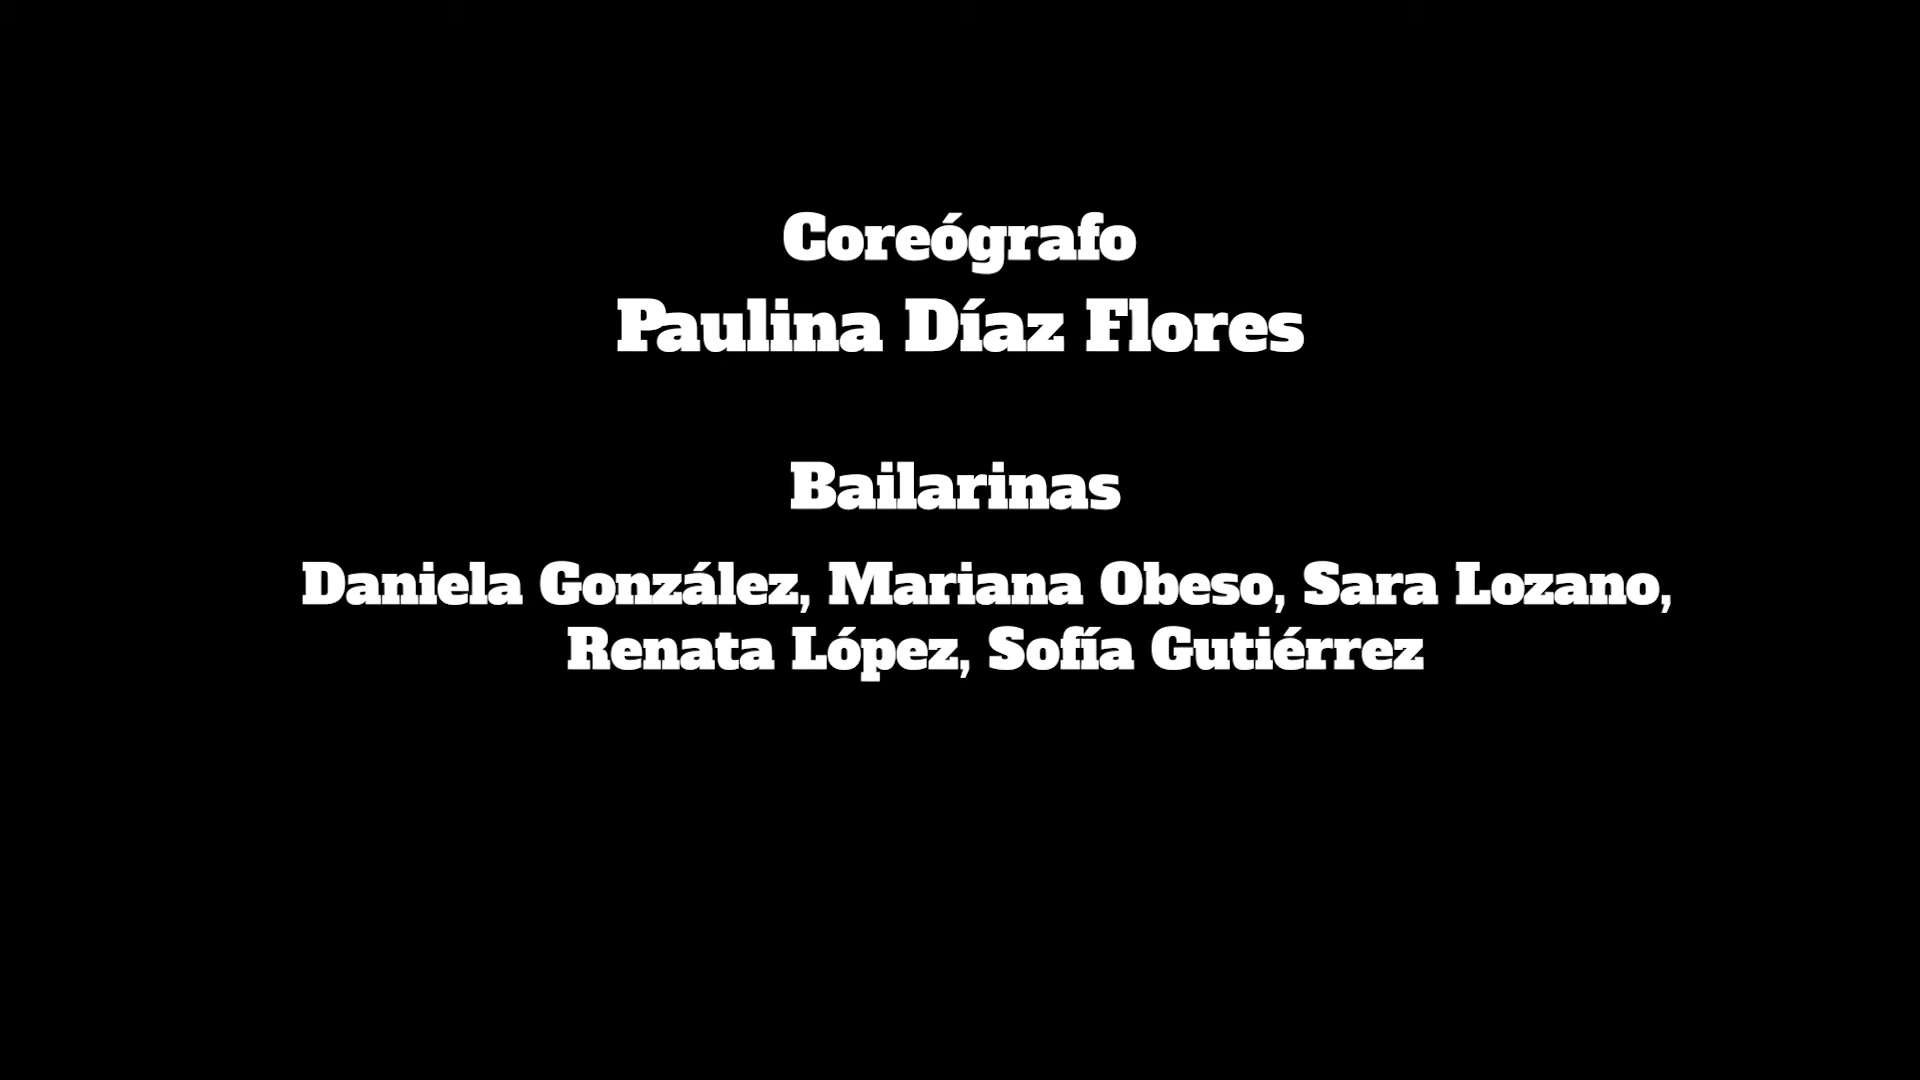 Coreógrafo
Paulina Díaz Flores
Bailarinas
Daniela González, Mariana Obeso, Sara Lozano,
Renata López, Sofía Gutiérrez